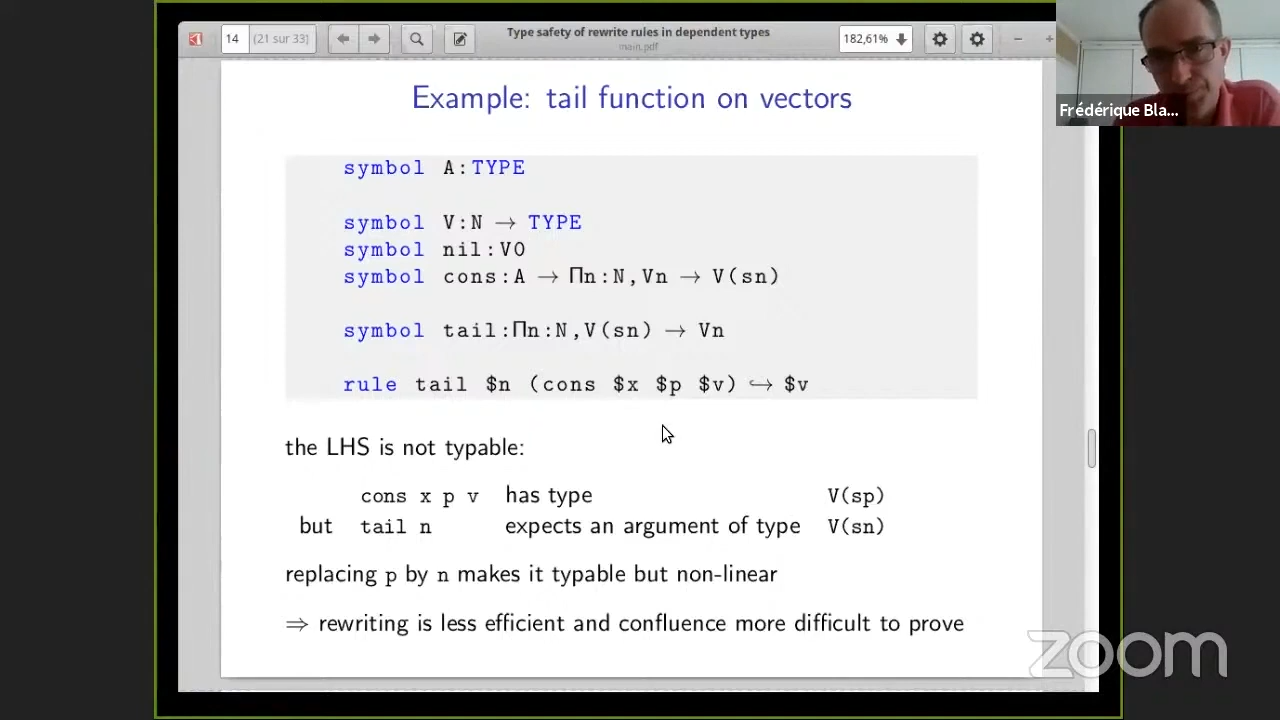 14 (21 sur 33) Type safety of rewrite rules in dependent types 182,61%
main.pdf
Frédérique Bla...
Example: tail function on vectors
symbol A:TYPE
symbol V:N → TYPE
symbol nil:V0
symbol cons:A → Πn:N,Vn → V(sn)
symbol tail:Πn:N,V(sn) → Vn
rule tail $n (cons $x $p $v) ↪ $v
the LHS is not typable:
cons x p v has type V(sp)
but tail n expects an argument of type V(sn)
replacing p by n makes it typable but non-linear
⇒ rewriting is less efficient and confluence more difficult to prove
zoom